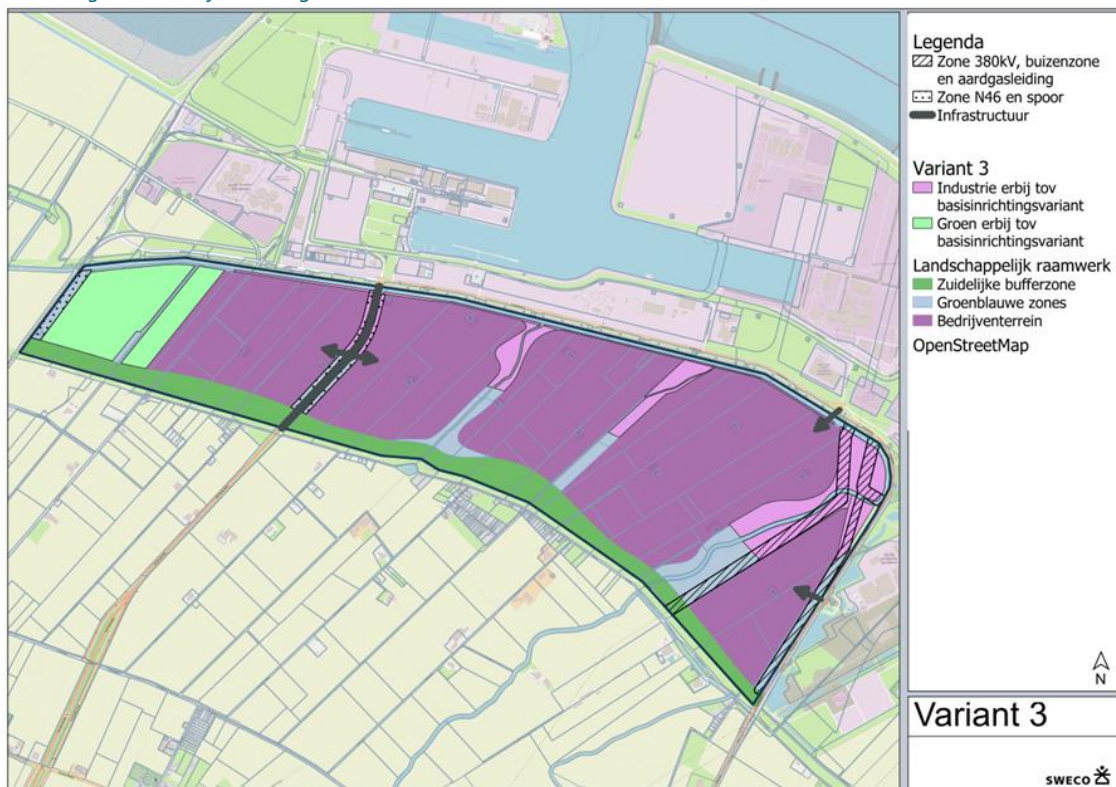 Legenda
Zone 380kV, buizenzone
en aardgasleiding
Zone N46 en spoor
Infrastructuur
Variant 3
Industrie erbij tov
basisinrichtingsvariant
Groen erbij tov
basisinrichtingsvariant
Landschappelijk raamwerk
Zuidelijke bufferzone
Groenblauwe zones
Bedrijventerrein
OpenStreetMap
N
Variant 3
SWECO